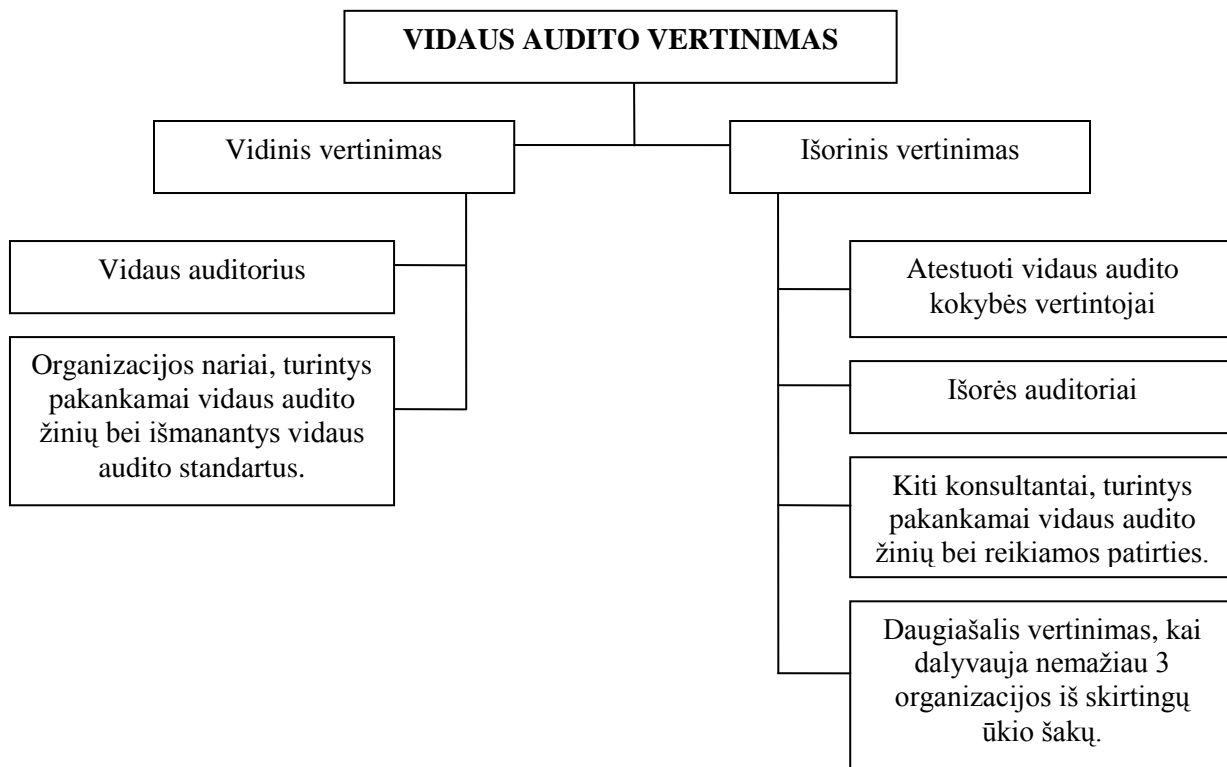 VIDAUS AUDITO VERTINIMAS
Vidinis vertinimas
Išorinis vertinimas
Vidaus auditorius
Organizacijos nariai, turintys
pakankamai vidaus audito
žinių bei išmanantys vidaus
audito standartus.
Atestuoti vidaus audito
kokybės vertintojai
Išorės auditoriai
Kiti konsultantai, turintys
pakankamai vidaus audito
žinių bei reikiamos patirties.
Daugiašalis vertinimas, kai
dalyvauja nemažiau 3
organizacijos iš skirtingų
ūkio šakų.